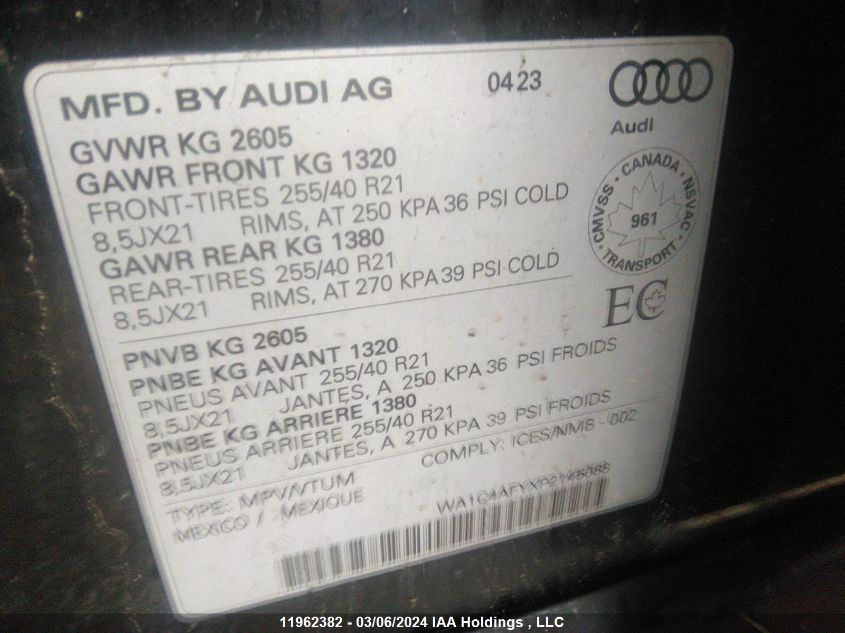 MFD. BY AUDI AG
0423
Audi
GVWR KG 2605
GAWR FRONT KG 1320
FRONT-TIRES 255/40 R21
8,5JX21 RIMS, AT 250 KPA 36 PSI COLD
GAWR REAR KG 1380
REAR-TIRES 255/40 R21
8,5JX21 RIMS, AT 270 KPA 39 PSI COLD
CMVSS · CANADA · NSVAC · TRANSPORT ·
961
EC
PNVB KG 2605
PNBE KG AVANT 1320
PNEUS AVANT 255/40 R21
8,5JX21 JANTES, A 250 KPA 36 PSI FROIDS
PNBE KG ARRIERE 1380
PNEUS ARRIERE 255/40 R21
8,5JX21 JANTES, A 270 KPA 39 PSI FROIDS
COMPLY: ICES/NMB - 002
TYPE: MPV/VTUM
MEXICO / MEXIQUE
11962382 - 03/06/2024 IAA Holdings , LLC